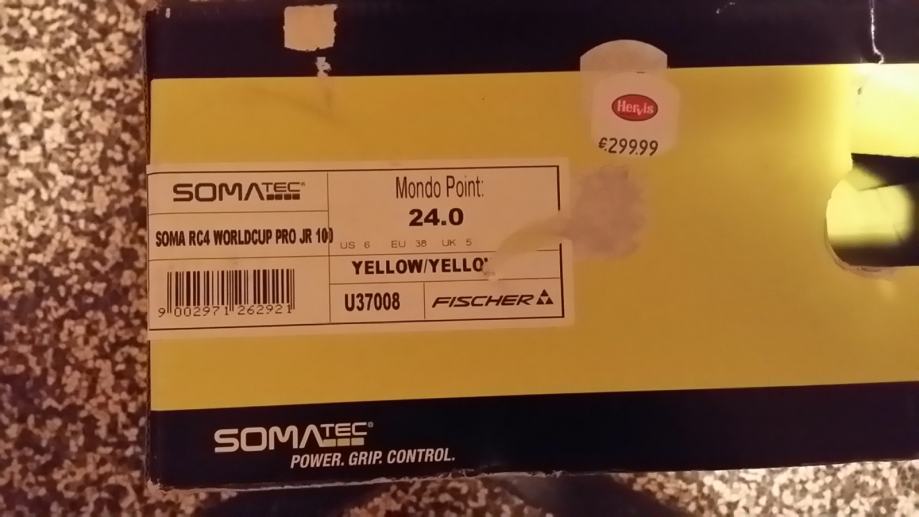 Hervis
€299.99
SOMATEC
SOMA RC4 WORLDCUP PRO JR 100
9 002971 262921
Mondo Point:
24.0
US 6 EU 38 UK 5
YELLOW/YELLO
U37008
FISCHER
SOMATEC
POWER. GRIP. CONTROL.